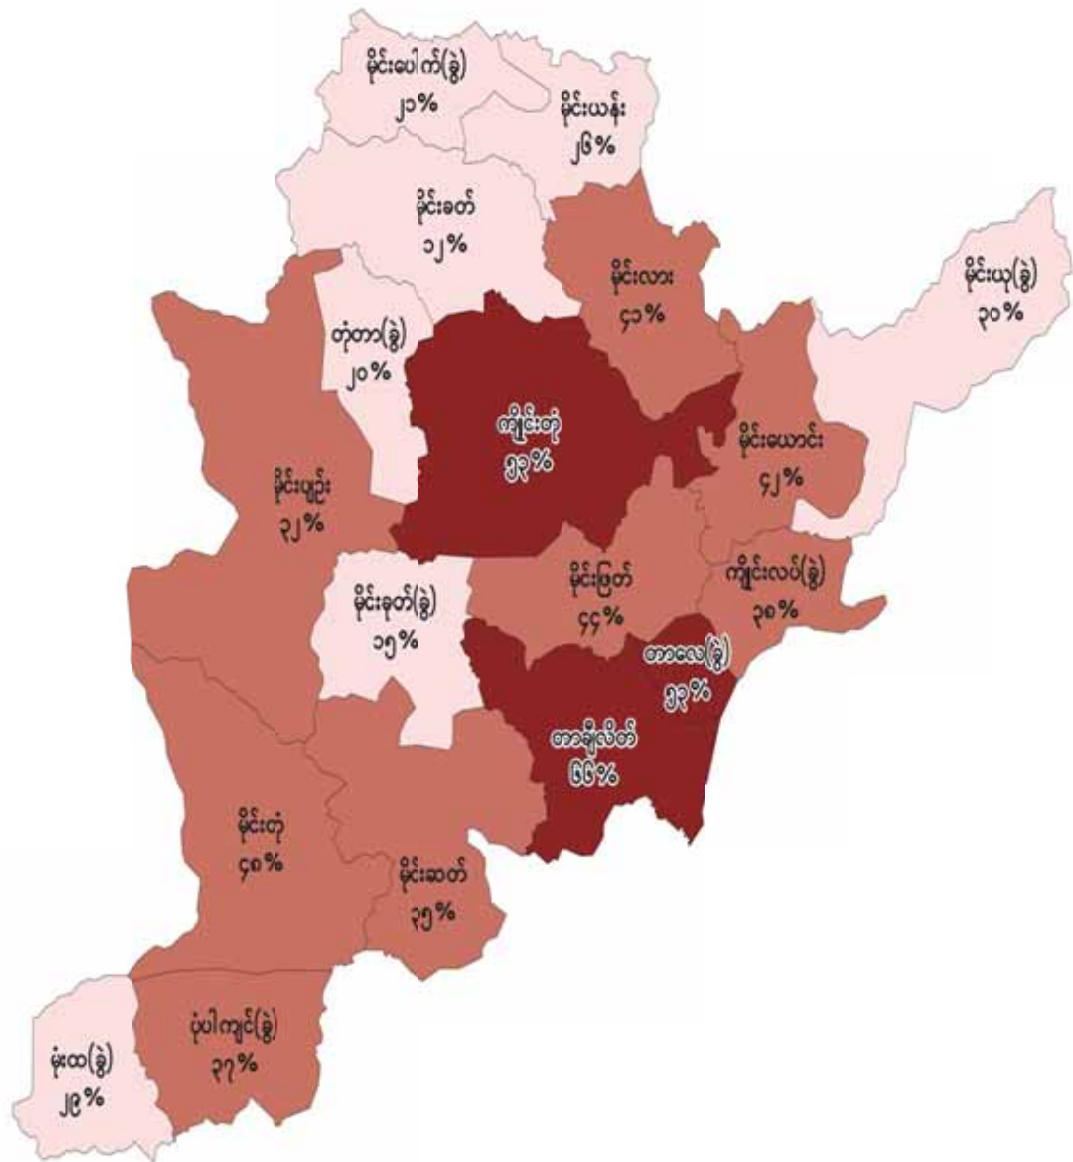 မိုင်းပေါက်(ခွဲ)
၂၁%
မိုင်းယန်း
၂၆%
မိုင်းခတ်
၁၂%
မိုင်းလား
၄၁%
မိုင်းယု(ခွဲ)
၃၀%
တုံတာ(ခွဲ)
၂၀%
ကျိုင်းတုံ
၅၃%
မိုင်းယောင်း
၄၂%
မိုင်းပျဉ်း
၃၂%
မိုင်းဖြတ်
၄၄%
ကျိုင်းလပ်(ခွဲ)
၃၈%
မိုင်းခုတ်(ခွဲ)
၁၅%
တာလေ(ခွဲ)
၅၃%
တာချီလိတ်
၆၆%
မိုင်းတုံ
၄၈%
မိုင်းဆတ်
၃၅%
ပုံပါကျင်(ခွဲ)
၃၇%
မုံးထ(ခွဲ)
၂၉%